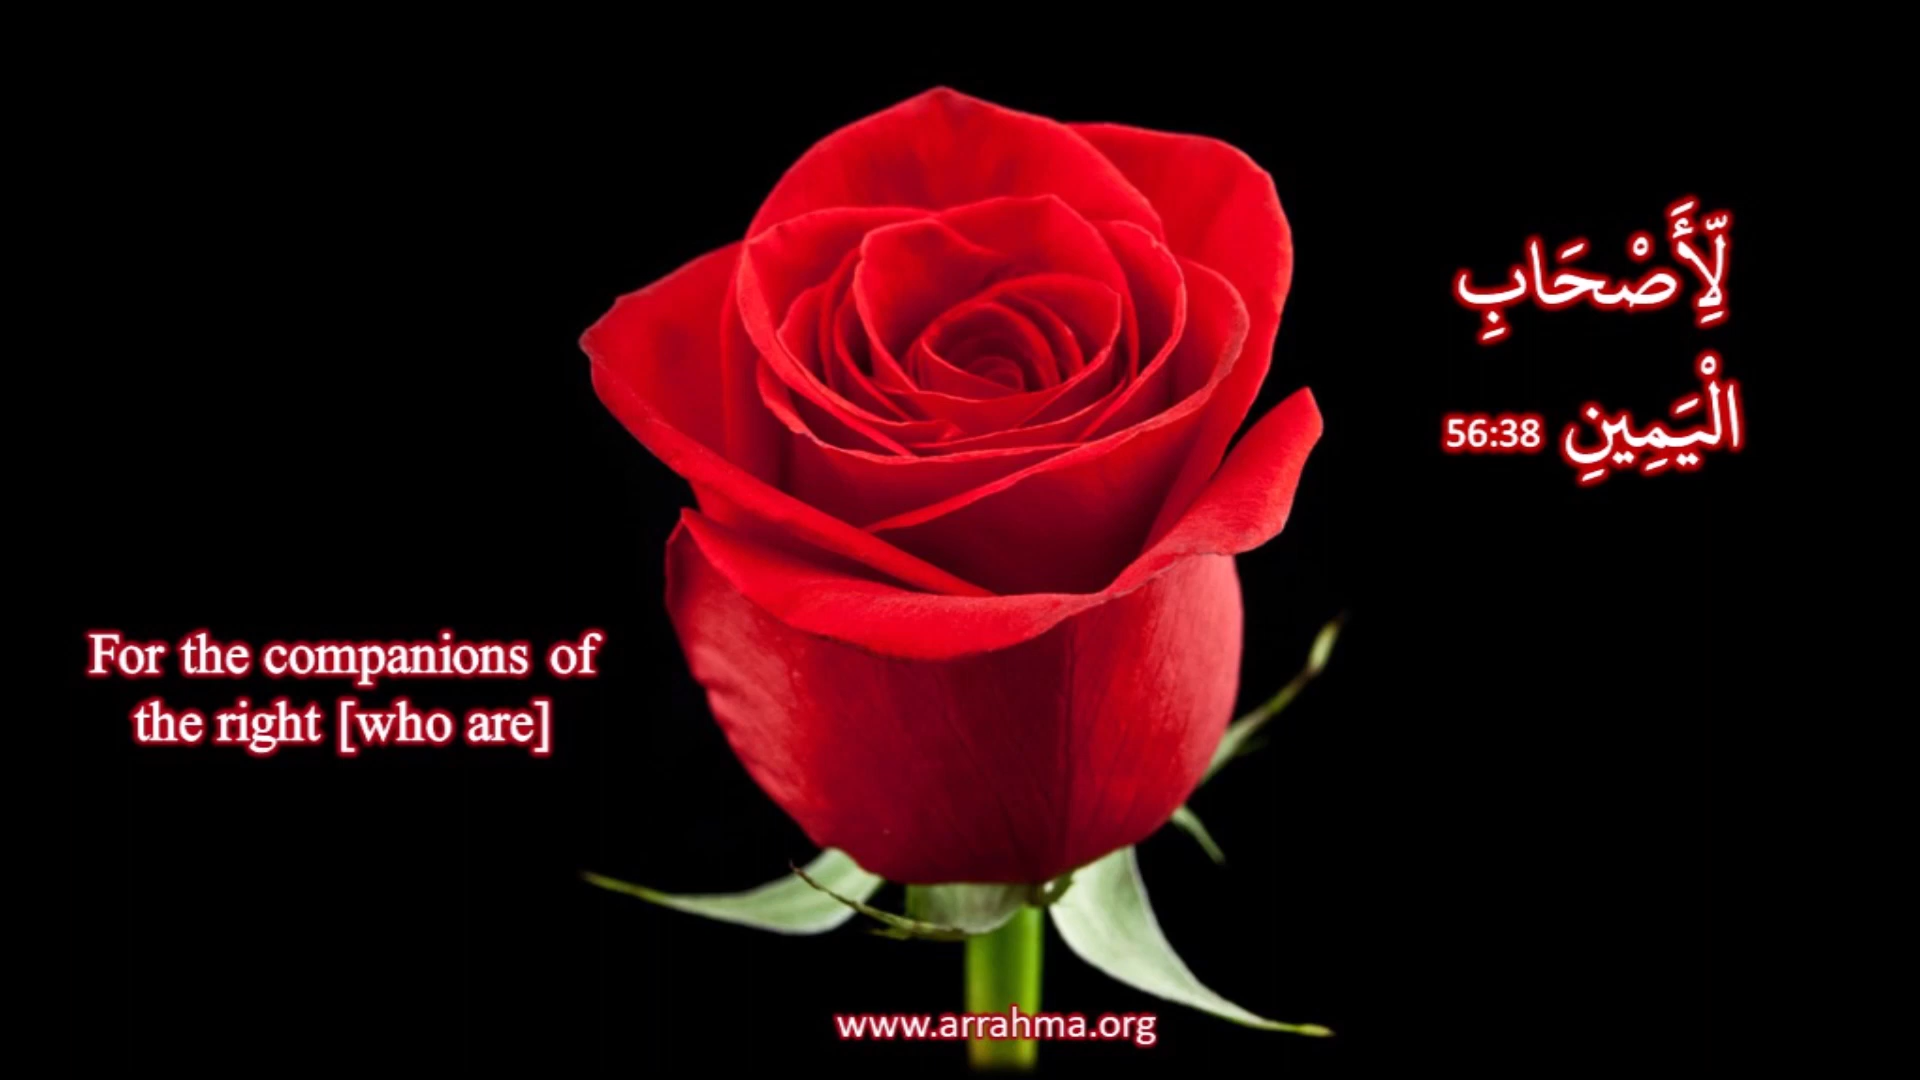 لِّأَصْحَابِ
الْيَمِينِ 56:38
For the companions of
the right [who are]
www.arrahma.org